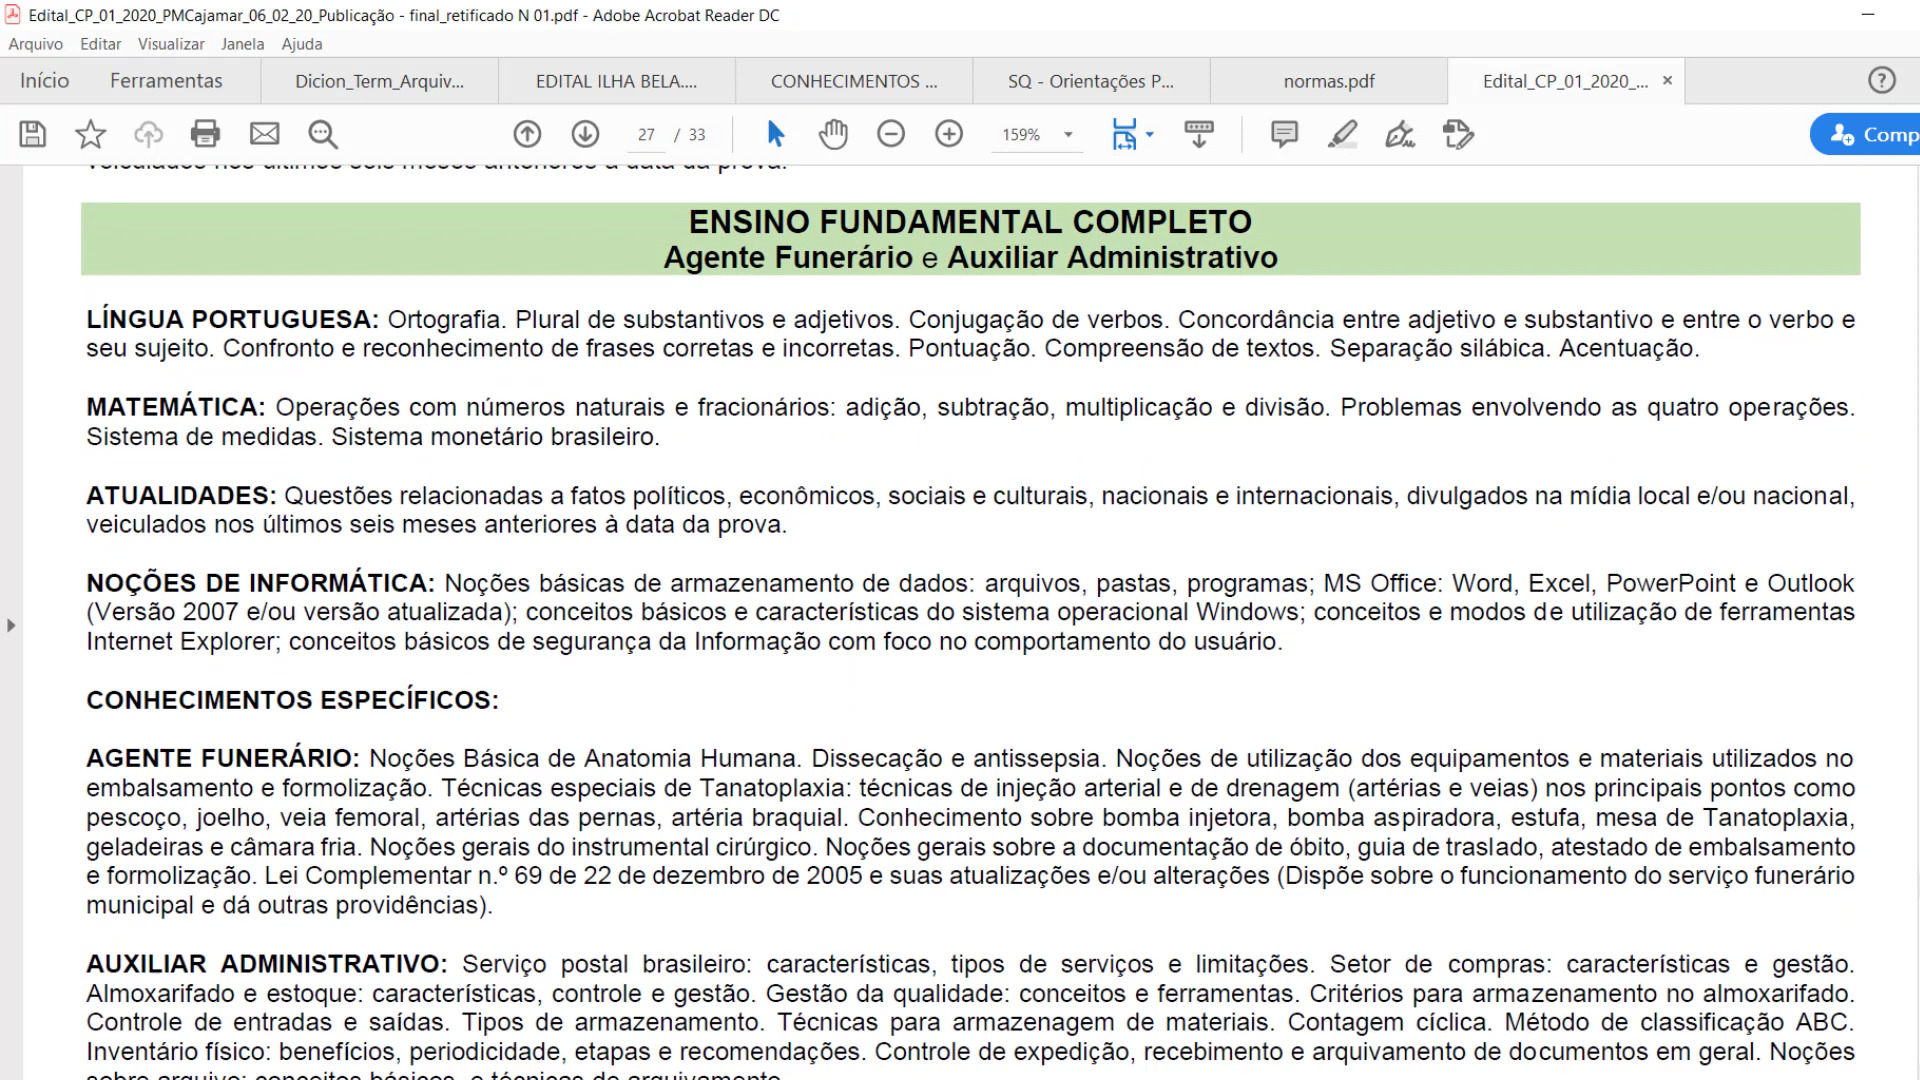 Edital_CP_01_2020_PMCajamar_06_02_20_Publicação - final_retificado N 01.pdf - Adobe Acrobat Reader DC
Arquivo Editar Visualizar Janela Ajuda
Início Ferramentas Dicion_Term_Arquiv... EDITAL ILHA BELA.... CONHECIMENTOS ... SQ - Orientações P... normas.pdf Edital_CP_01_2020_... ×
27 / 33 159% Comp
veiculados nos últimos seis meses anteriores à data da prova.
ENSINO FUNDAMENTAL COMPLETO
Agente Funerário e Auxiliar Administrativo
LÍNGUA PORTUGUESA: Ortografia. Plural de substantivos e adjetivos. Conjugação de verbos. Concordância entre adjetivo e substantivo e entre o verbo e
seu sujeito. Confronto e reconhecimento de frases corretas e incorretas. Pontuação. Compreensão de textos. Separação silábica. Acentuação.
MATEMÁTICA: Operações com números naturais e fracionários: adição, subtração, multiplicação e divisão. Problemas envolvendo as quatro operações.
Sistema de medidas. Sistema monetário brasileiro.
ATUALIDADES: Questões relacionadas a fatos políticos, econômicos, sociais e culturais, nacionais e internacionais, divulgados na mídia local e/ou nacional,
veiculados nos últimos seis meses anteriores à data da prova.
NOÇÕES DE INFORMÁTICA: Noções básicas de armazenamento de dados: arquivos, pastas, programas; MS Office: Word, Excel, PowerPoint e Outlook
(Versão 2007 e/ou versão atualizada); conceitos básicos e características do sistema operacional Windows; conceitos e modos de utilização de ferramentas
Internet Explorer; conceitos básicos de segurança da Informação com foco no comportamento do usuário.
CONHECIMENTOS ESPECÍFICOS:
AGENTE FUNERÁRIO: Noções Básica de Anatomia Humana. Dissecação e antissepsia. Noções de utilização dos equipamentos e materiais utilizados no
embalsamento e formolização. Técnicas especiais de Tanatoplaxia: técnicas de injeção arterial e de drenagem (artérias e veias) nos principais pontos como
pescoço, joelho, veia femoral, artérias das pernas, artéria braquial. Conhecimento sobre bomba injetora, bomba aspiradora, estufa, mesa de Tanatoplaxia,
geladeiras e câmara fria. Noções gerais do instrumental cirúrgico. Noções gerais sobre a documentação de óbito, guia de traslado, atestado de embalsamento
e formolização. Lei Complementar n.º 69 de 22 de dezembro de 2005 e suas atualizações e/ou alterações (Dispõe sobre o funcionamento do serviço funerário
municipal e dá outras providências).
AUXILIAR ADMINISTRATIVO: Serviço postal brasileiro: características, tipos de serviços e limitações. Setor de compras: características e gestão.
Almoxarifado e estoque: características, controle e gestão. Gestão da qualidade: conceitos e ferramentas. Critérios para armazenamento no almoxarifado.
Controle de entradas e saídas. Tipos de armazenamento. Técnicas para armazenagem de materiais. Contagem cíclica. Método de classificação ABC.
Inventário físico: benefícios, periodicidade, etapas e recomendações. Controle de expedição, recebimento e arquivamento de documentos em geral. Noções
sobre arquivo: conceitos básicos, e técnicas de arquivamento.